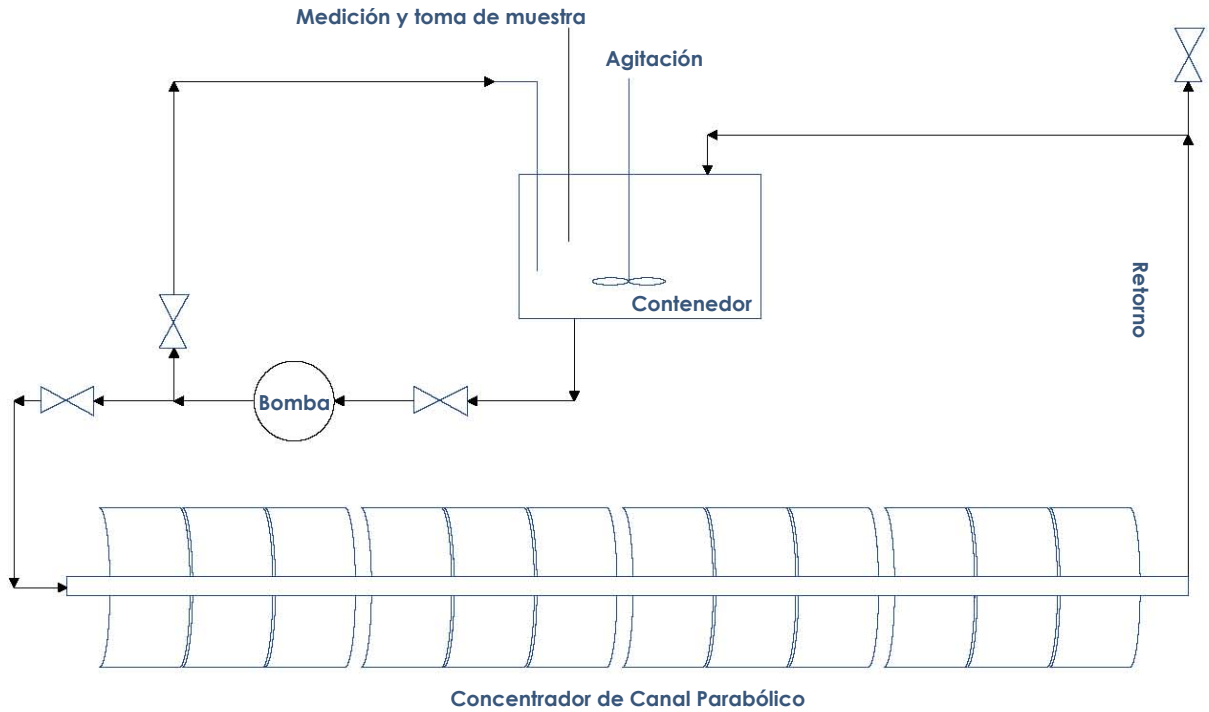 Medición y toma de muestra
Agitación
Retorno
Contenedor
Bomba
Concentrador de Canal Parabólico